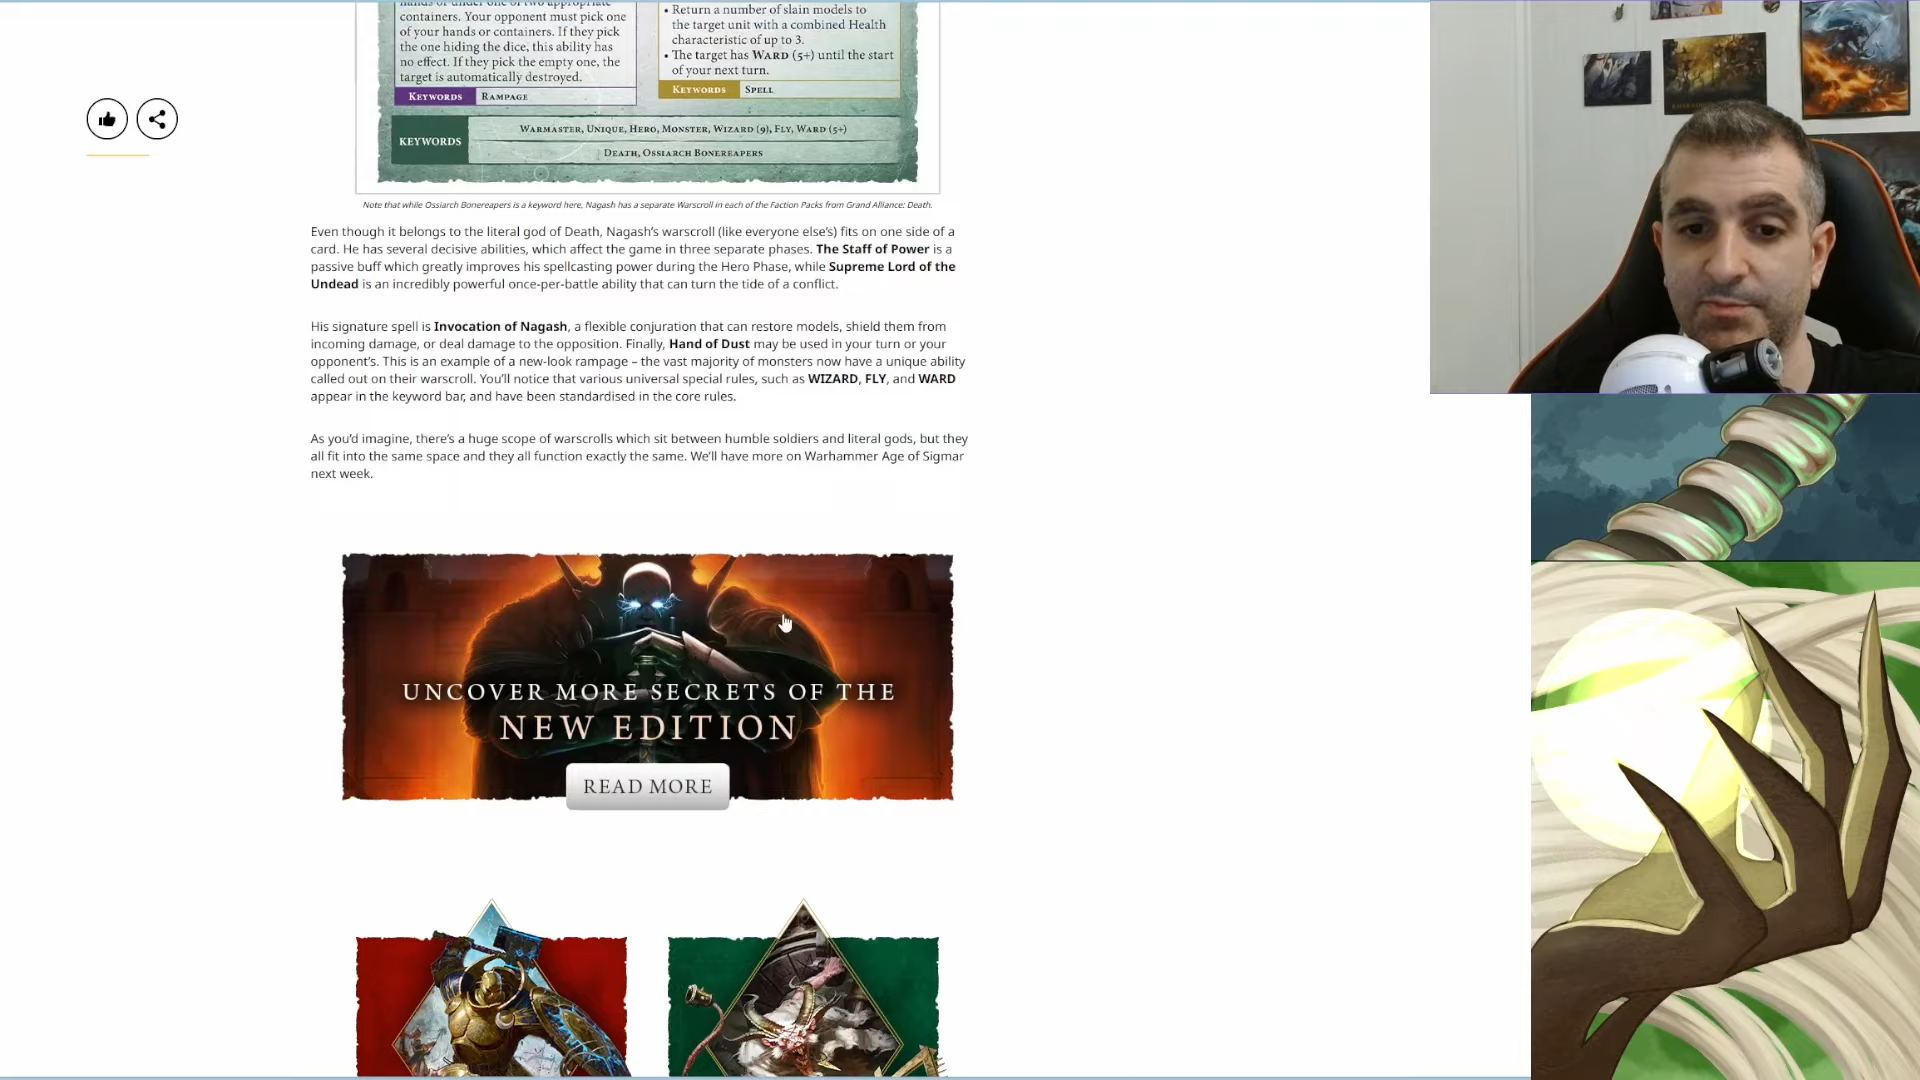 hands or under one of two appropriate
containers. Your opponent must pick one
of your hands or containers. If they pick
the one hiding the dice, this ability has
no effect. If they pick the empty one, the
target is automatically destroyed.
KEYWORDS RAMPAGE
• Return a number of slain models to
the target unit with a combined Health
characteristic of up to 3.
• The target has WARD (5+) until the start
of your next turn.
KEYWORDS SPELL
KEYWORDS
WARMASTER, UNIQUE, HERO, MONSTER, WIZARD (9), FLY, WARD (5+)
DEATH, OSSIARCH BONEREAPERS
Note that while Ossiarch Bonereapers is a keyword here, Nagash has a separate Warscroll in each of the Faction Packs from Grand Alliance: Death.
Even though it belongs to the literal god of Death, Nagash’s warscroll (like everyone else’s) fits on one side of a
card. He has several decisive abilities, which affect the game in three separate phases. The Staff of Power is a
passive buff which greatly improves his spellcasting power during the Hero Phase, while Supreme Lord of the
Undead is an incredibly powerful once-per-battle ability that can turn the tide of a conflict.
His signature spell is Invocation of Nagash, a flexible conjuration that can restore models, shield them from
incoming damage, or deal damage to the opposition. Finally, Hand of Dust may be used in your turn or your
opponent’s. This is an example of a new-look rampage – the vast majority of monsters now have a unique ability
called out on their warscroll. You’ll notice that various universal special rules, such as WIZARD, FLY, and WARD
appear in the keyword bar, and have been standardised in the core rules.
As you’d imagine, there’s a huge scope of warscrolls which sit between humble soldiers and literal gods, but they
all fit into the same space and they all function exactly the same. We’ll have more on Warhammer Age of Sigmar
next week.
UNCOVER MORE SECRETS OF THE
NEW EDITION
READ MORE